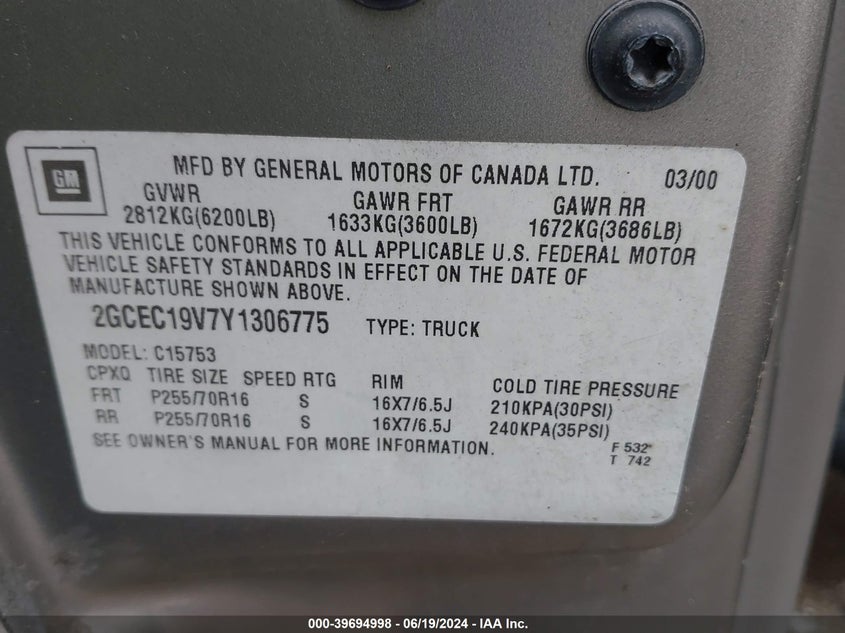 GM
MFD BY GENERAL MOTORS OF CANADA LTD. 03/00
GVWR GAWR FRT GAWR RR
2812KG(6200LB) 1633KG(3600LB) 1672KG(3686LB)
THIS VEHICLE CONFORMS TO ALL APPLICABLE U.S. FEDERAL MOTOR
VEHICLE SAFETY STANDARDS IN EFFECT ON THE DATE OF
MANUFACTURE SHOWN ABOVE.
2GCEC19V7Y1306775 TYPE: TRUCK
MODEL: C15753
CPXQ TIRE SIZE SPEED RTG RIM COLD TIRE PRESSURE
FRT P255/70R16 S 16X7/6.5J 210KPA(30PSI)
RR P255/70R16 S 16X7/6.5J 240KPA(35PSI)
SEE OWNER'S MANUAL FOR MORE INFORMATION. F 532
T 742
000-39694998 - 06/19/2024 - IAA Inc.